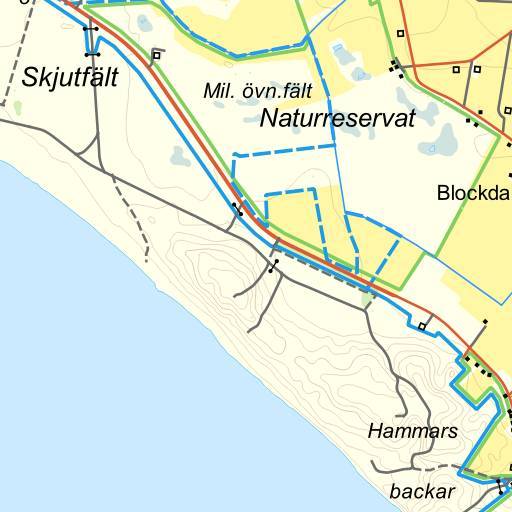 Skjutfält
Mil. övn.fält
Naturreservat
Blockda
Hammars
backar